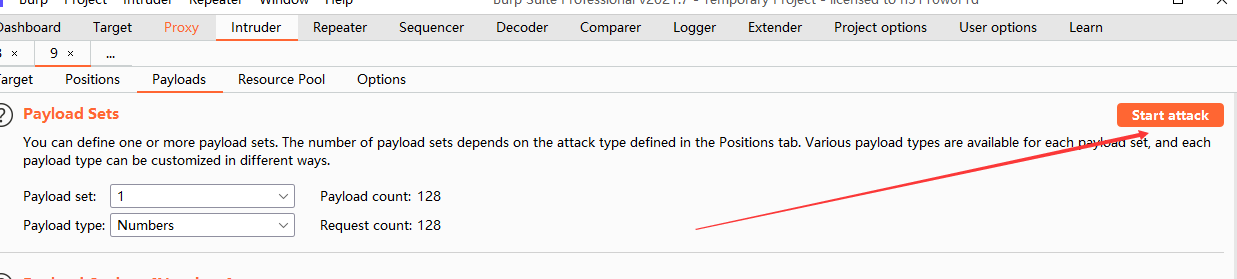 Burp Project Intruder Repeater Window Help Burp Suite Professional v2021.7 - Temporary Project - licensed to
Dashboard Target Proxy Intruder Repeater Sequencer Decoder Comparer Logger Extender Project options User options Learn
× 9 × ...
Target Positions Payloads Resource Pool Options
? Payload Sets Start attack
You can define one or more payload sets. The number of payload sets depends on the attack type defined in the Positions tab. Various payload types are available for each payload set, and each
payload type can be customized in different ways.
Payload set: 1 Payload count: 128
Payload type: Numbers Request count: 128